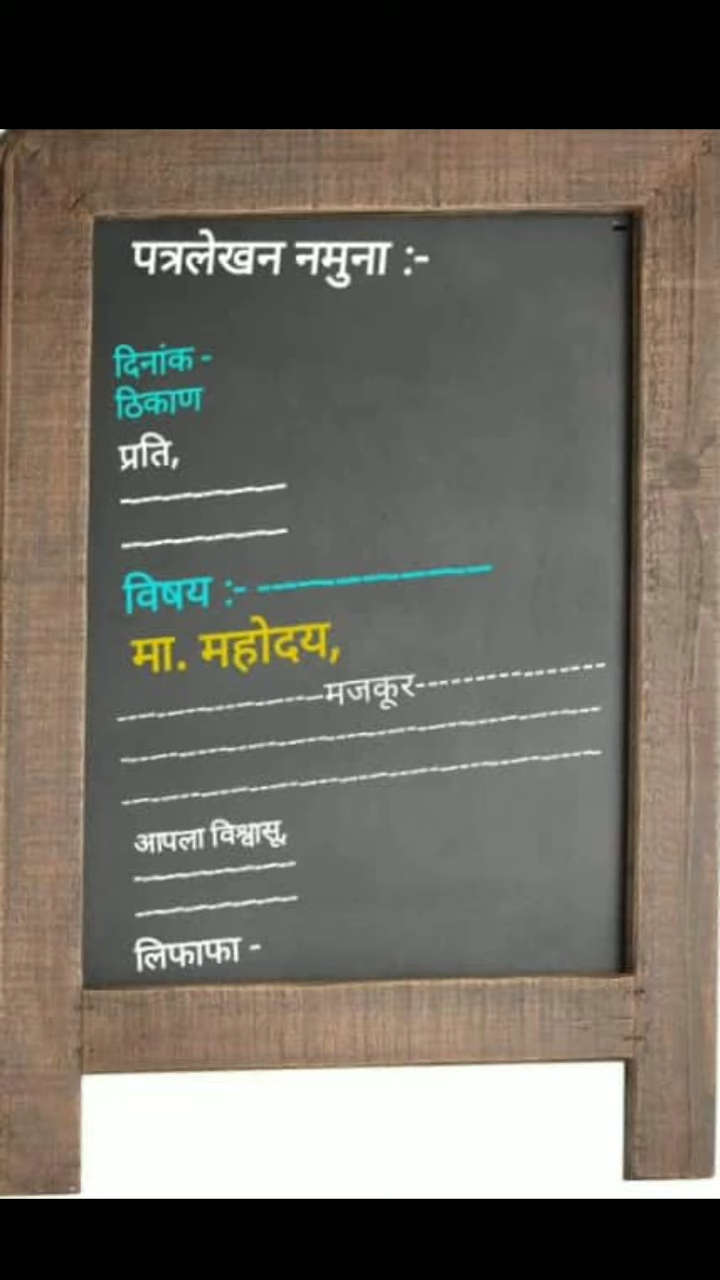 पत्रलेखन नमुना :-
दिनांक -
ठिकाण
प्रति,
विषय :- ---------------
मा. महोदय,
---------------मजकूर---------------
आपला विश्वासू,
लिफाफा -